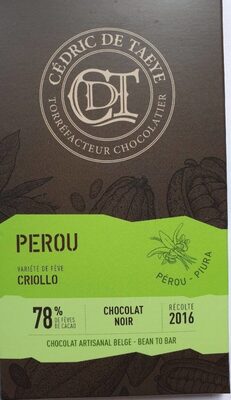 CÉDRIC DE TAEYE
CDT
TORRÉFACTEUR CHOCOLATIER
PEROU
VARIÉTÉ DE FÈVE
CRIOLLO
PÉROU - PIURA
78% DE FÈVES DE CACAO
CHOCOLAT NOIR
RÉCOLTE 2016
CHOCOLAT ARTISANAL BELGE - BEAN TO BAR